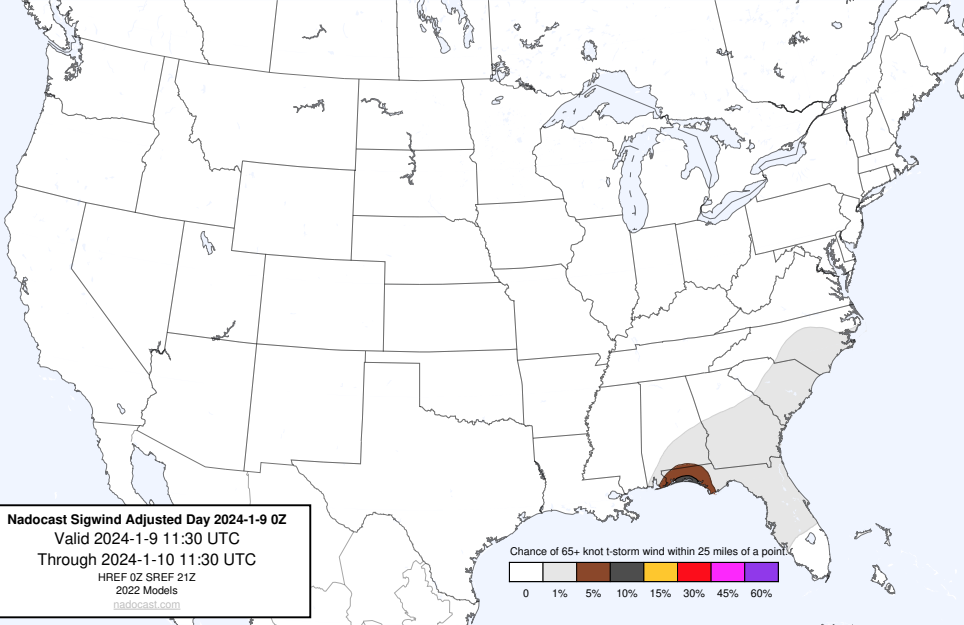 Nadocast Sigwind Adjusted Day 2024-1-9 0Z
Valid 2024-1-9 11:30 UTC
Through 2024-1-10 11:30 UTC
HREF 0Z SREF 21Z
2022 Models
nadocast.com
Chance of 65+ knot t-storm wind within 25 miles of a point.
0 1% 5% 10% 15% 30% 45% 60%